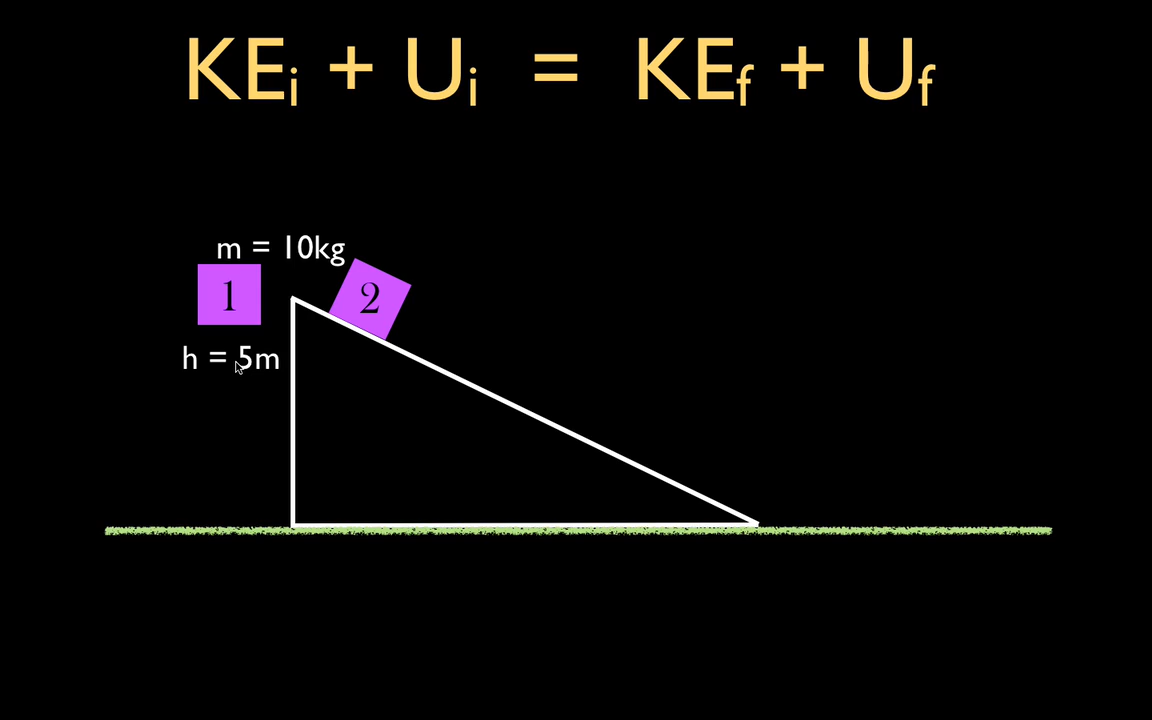 KEi + Ui = KEf + Uf
m = 10kg
1
2
h = 5m